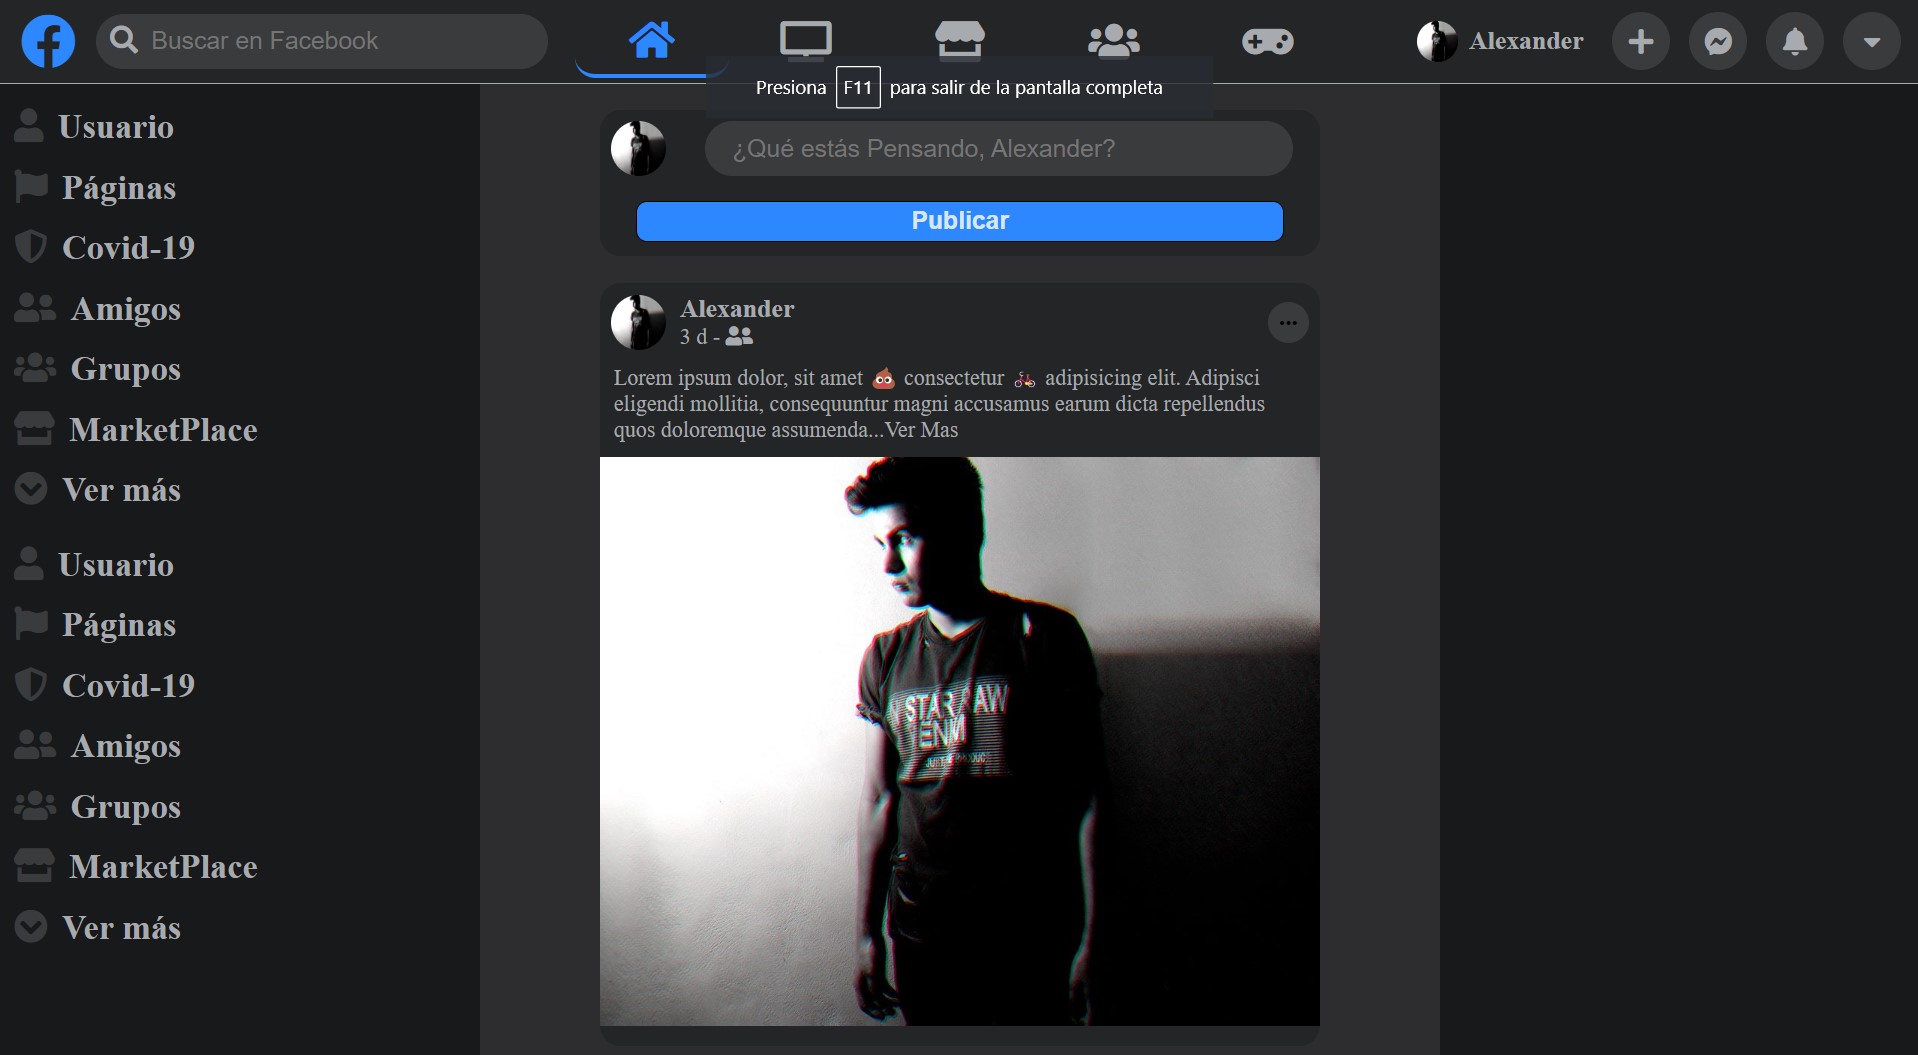 Buscar en Facebook
Alexander
Presiona F11 para salir de la pantalla completa
Usuario
Páginas
Covid-19
Amigos
Grupos
MarketPlace
Ver más
Usuario
Páginas
Covid-19
Amigos
Grupos
MarketPlace
Ver más
¿Qué estás Pensando, Alexander?
Publicar
Alexander
3 d -
Lorem ipsum dolor, sit amet 💩 consectetur 🚲 adipisicing elit. Adipisci
eligendi mollitia, consequuntur magni accusamus earum dicta repellendus
quos doloremque assumenda...Ver Mas
STAR RAW